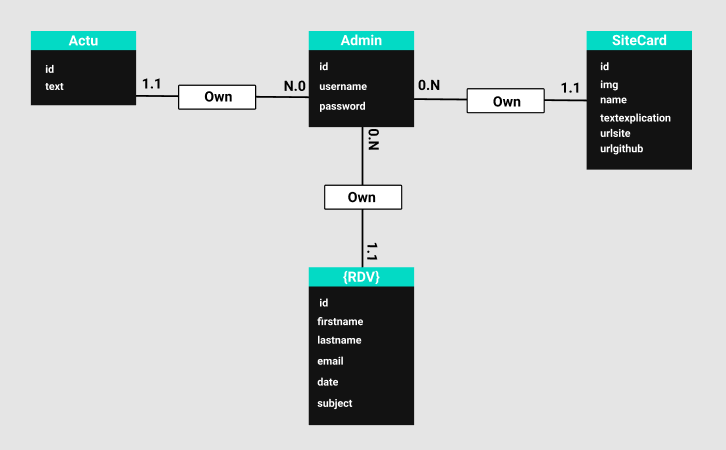 Actu
id
text
1.1
Own
N.0
Admin
id
username
password
0.N
Own
1.1
SiteCard
id
img
name
textexplication
urlsite
urlgithub
0.N
Own
1.1
{RDV}
id
firstname
lastname
email
date
subject